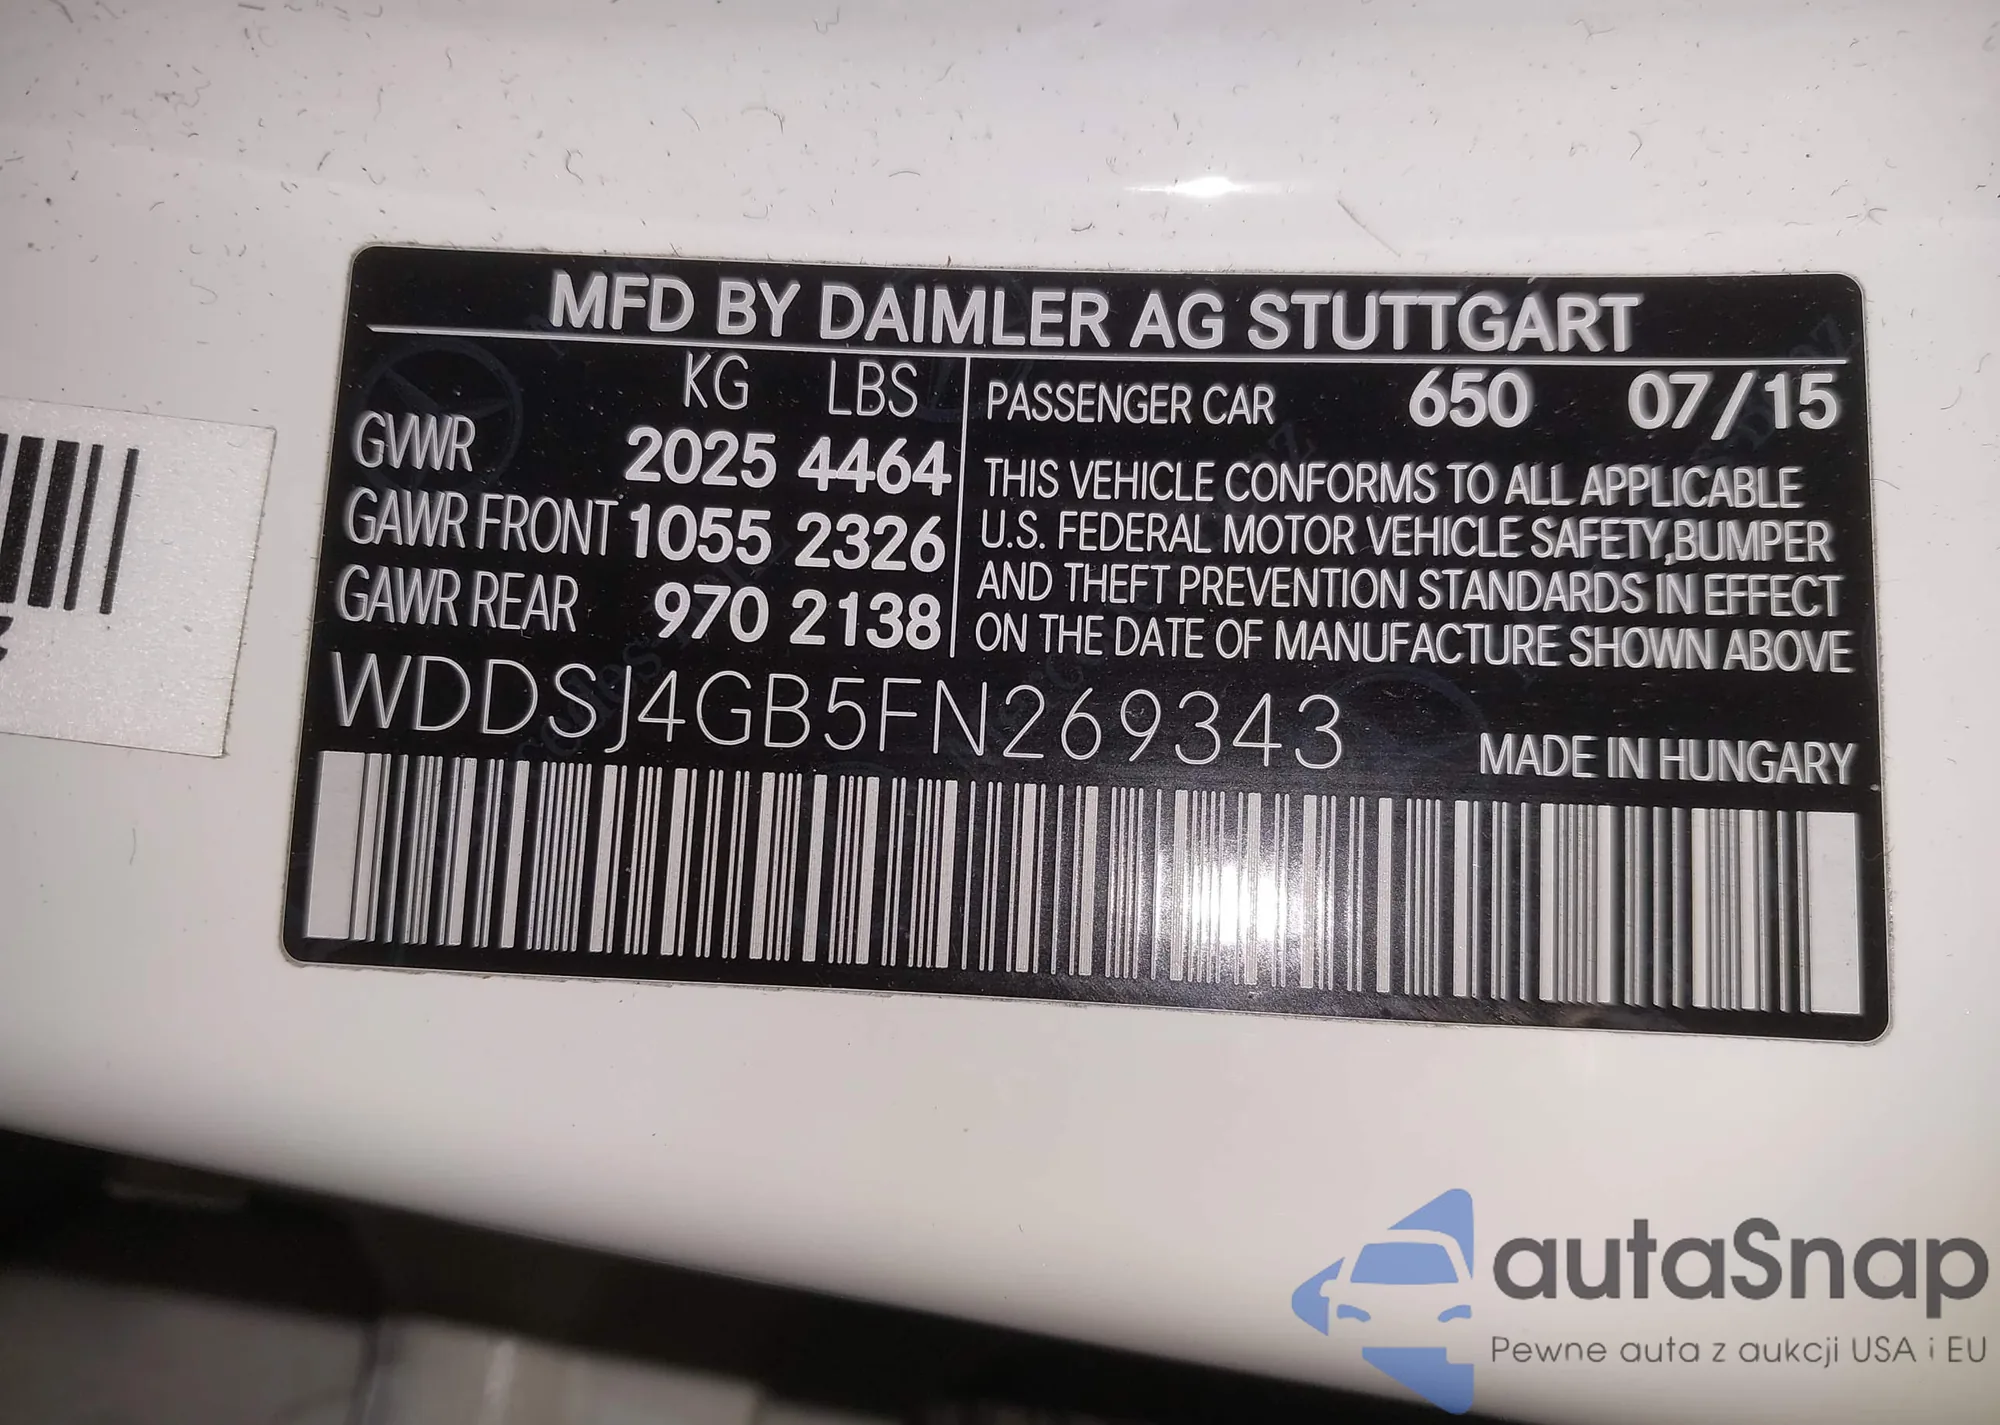 MFD BY DAIMLER AG STUTTGART
KG LBS
GVWR 2025 4464
GAWR FRONT 1055 2326
GAWR REAR 970 2138
PASSENGER CAR 650 07/15
THIS VEHICLE CONFORMS TO ALL APPLICABLE
U.S. FEDERAL MOTOR VEHICLE SAFETY,BUMPER
AND THEFT PREVENTION STANDARDS IN EFFECT
ON THE DATE OF MANUFACTURE SHOWN ABOVE
WDDSJ4GB5FN269343
MADE IN HUNGARY
autaSnap
Pewne auta z aukcji USA i EU